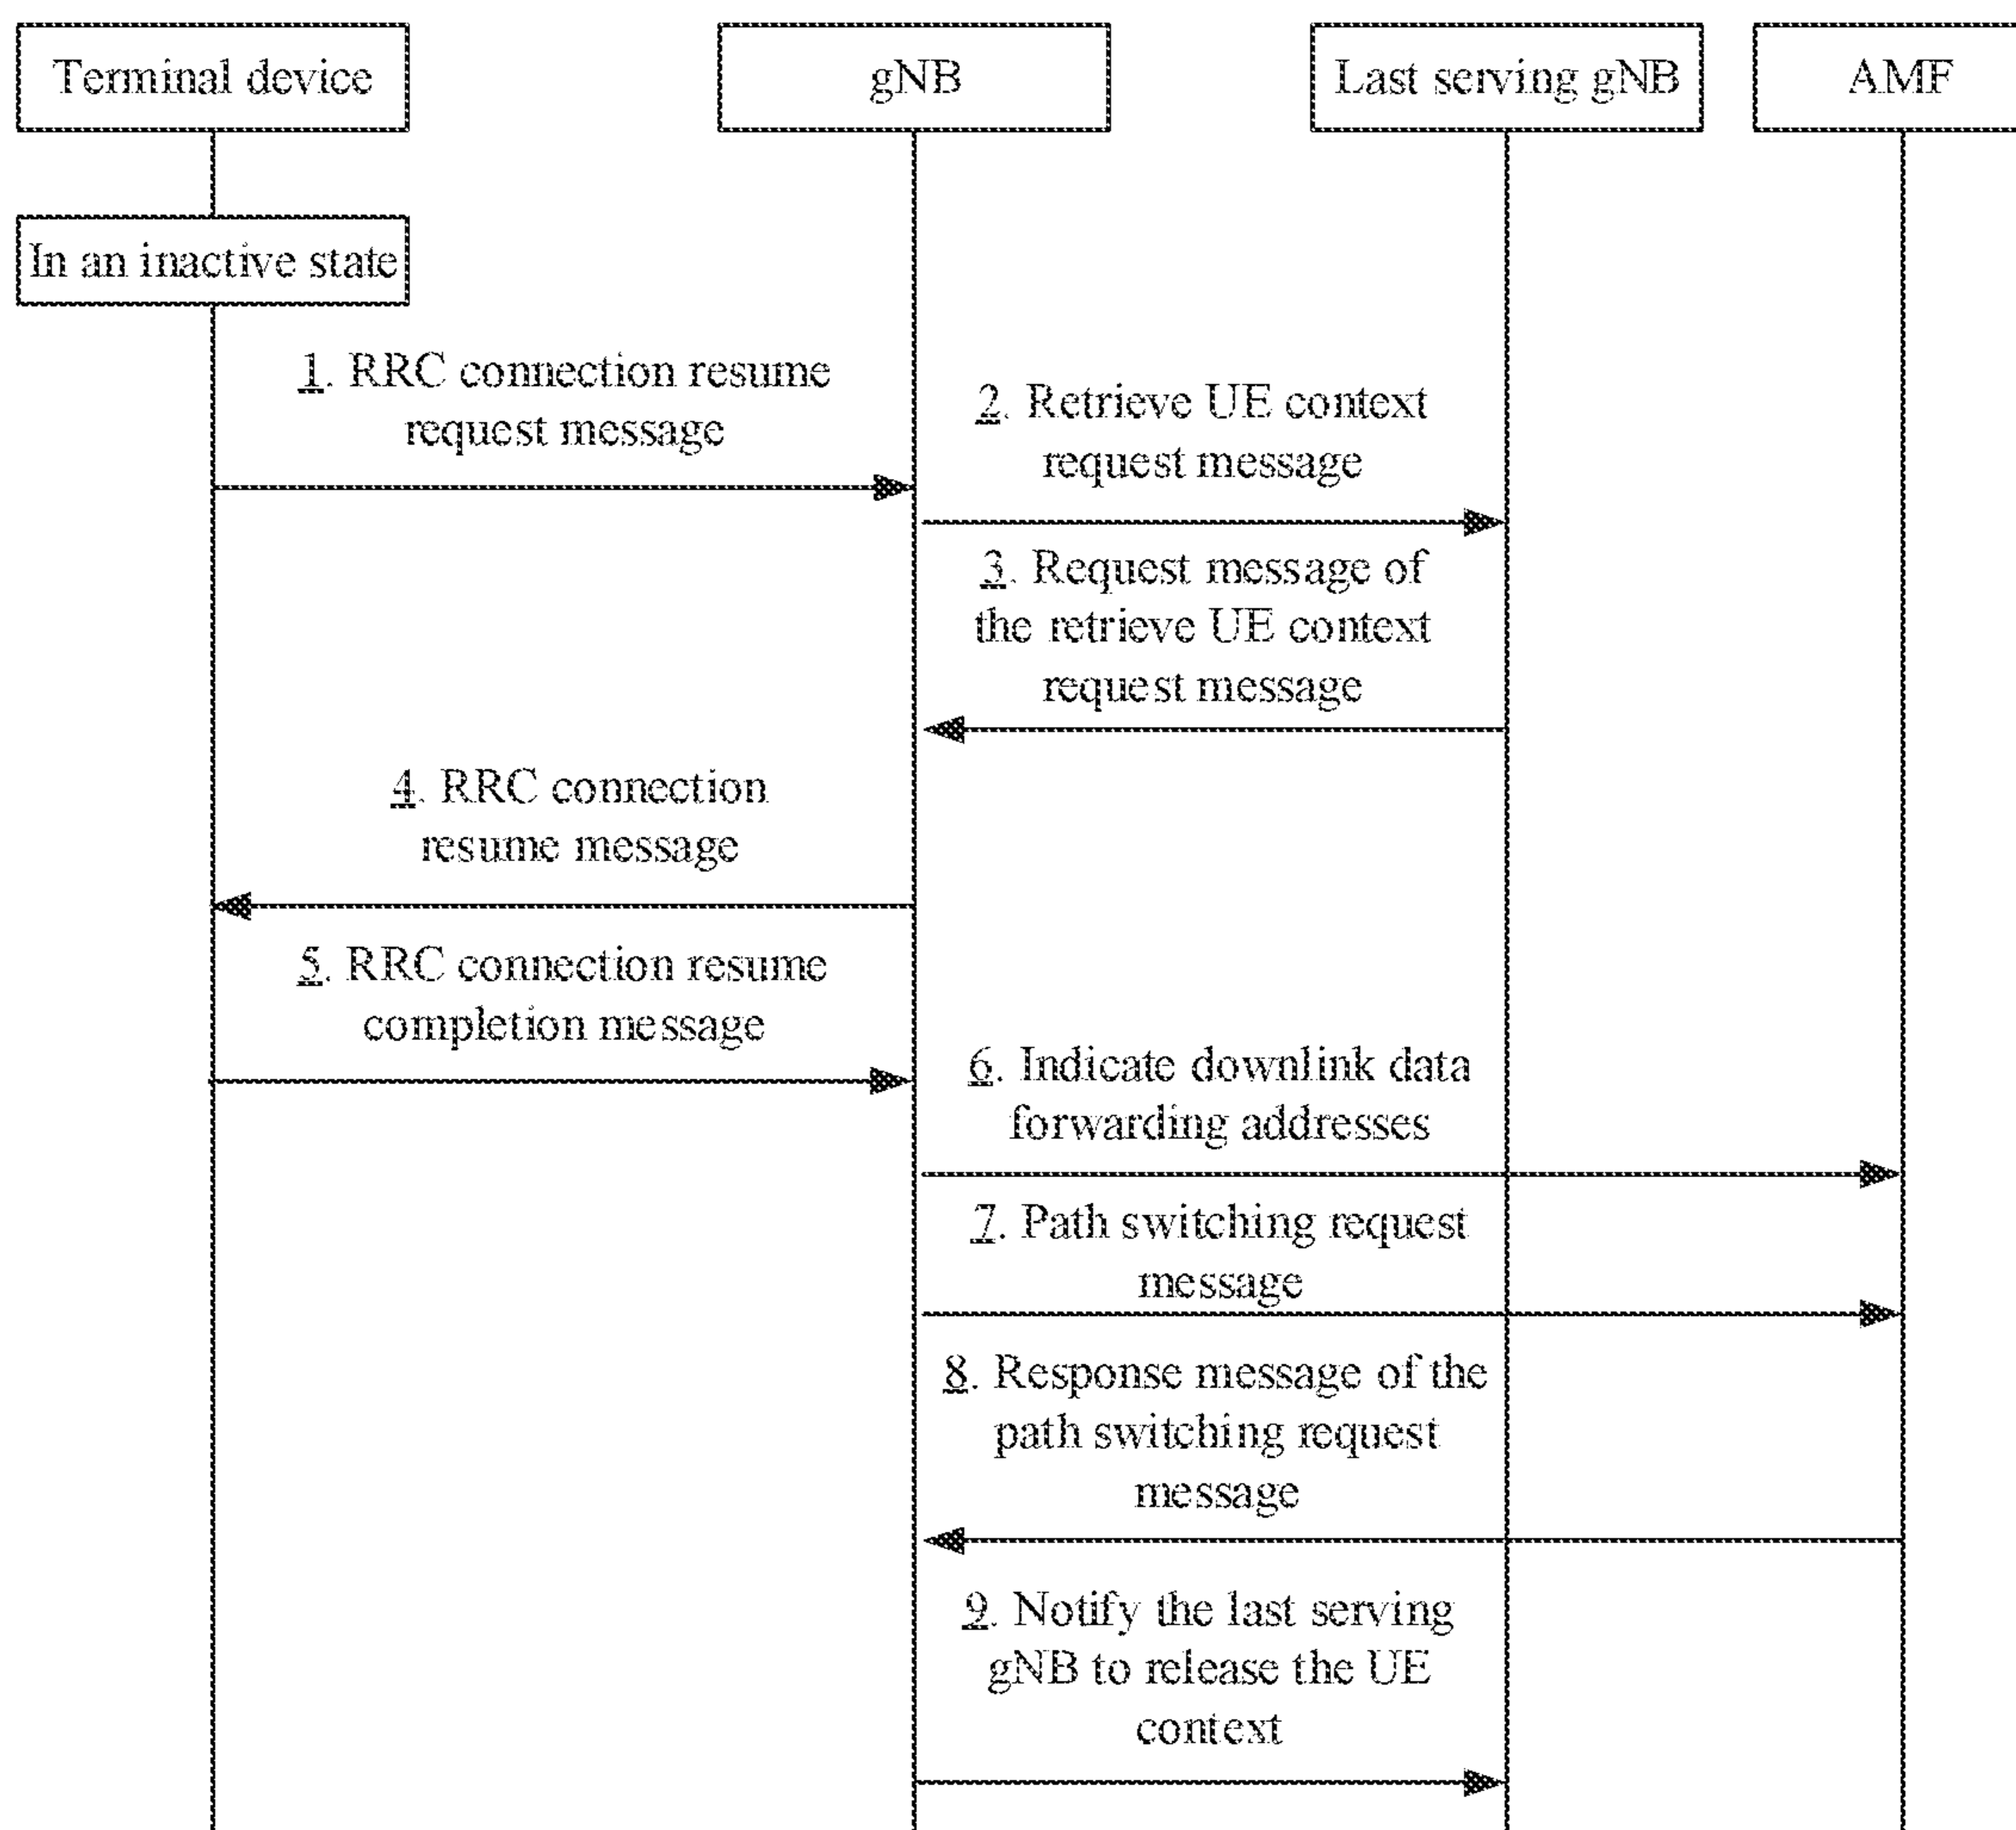 Terminal device
gNB
Last serving gNB
AMF
In an inactive state
1. RRC connection resume
request message
2. Retrieve UE context
request message
3. Request message of
the retrieve UE context
request message
4. RRC connection
resume message
5. RRC connection resume
completion message
6. Indicate downlink data
forwarding addresses
7. Path switching request
message
8. Response message of the
path switching request
message
9. Notify the last serving
gNB to release the UE
context